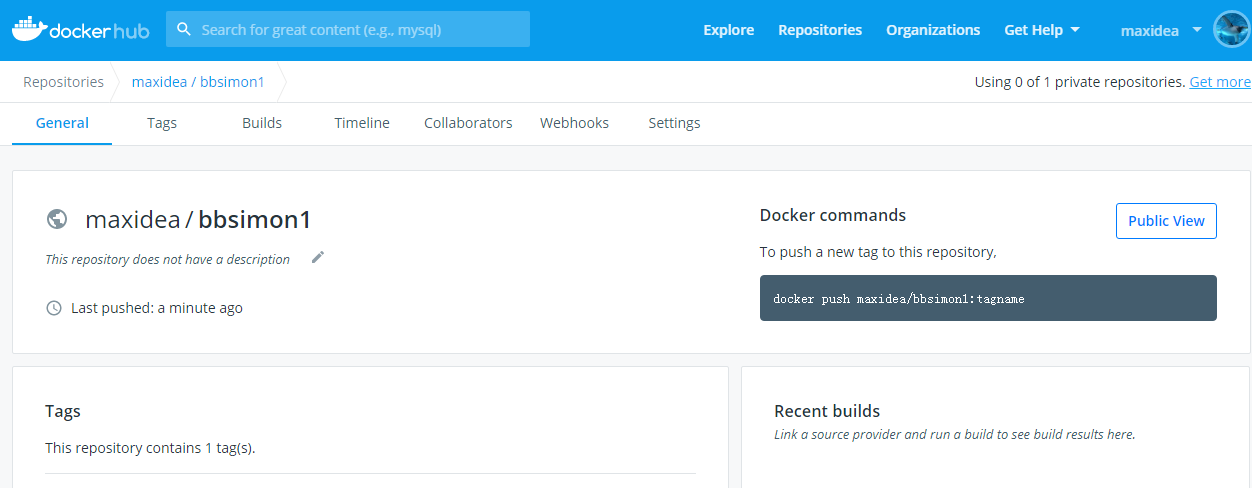 dockerhub Search for great content (e.g., mysql) Explore Repositories Organizations Get Help maxidea
Repositories maxidea / bbsimon1 Using 0 of 1 private repositories. Get more
General Tags Builds Timeline Collaborators Webhooks Settings
maxidea / bbsimon1
This repository does not have a description
Last pushed: a minute ago
Docker commands
Public View
To push a new tag to this repository,
docker push maxidea/bbsimon1:tagname
Tags
This repository contains 1 tag(s).
Recent builds
Link a source provider and run a build to see build results here.